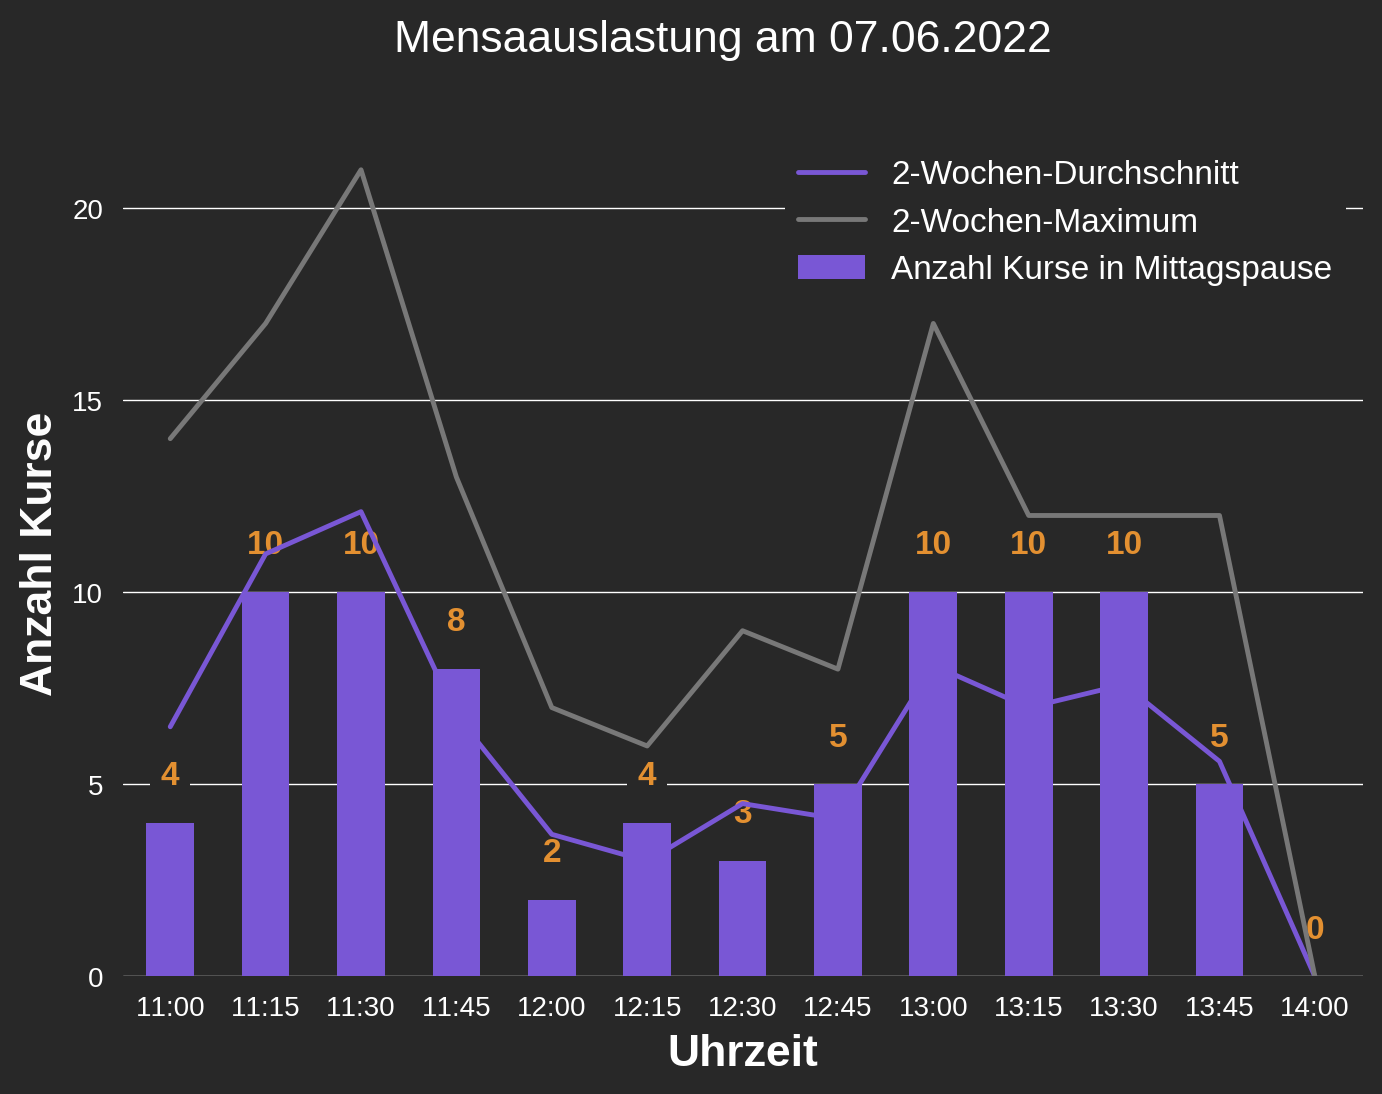 Mensaauslastung am 07.06.2022
2-Wochen-Durchschnitt
2-Wochen-Maximum
Anzahl Kurse in Mittagspause
Anzahl Kurse
20
15
10
5
0
4
10
10
8
2
4
3
5
10
10
10
5
0
11:00 11:15 11:30 11:45 12:00 12:15 12:30 12:45 13:00 13:15 13:30 13:45 14:00
Uhrzeit